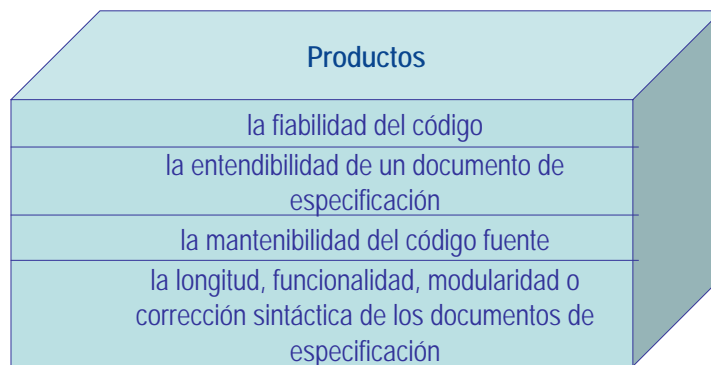 Productos
la fiabilidad del código
la entendibilidad de un documento de
especificación
la mantenibilidad del código fuente
la longitud, funcionalidad, modularidad o
corrección sintáctica de los documentos de
especificación